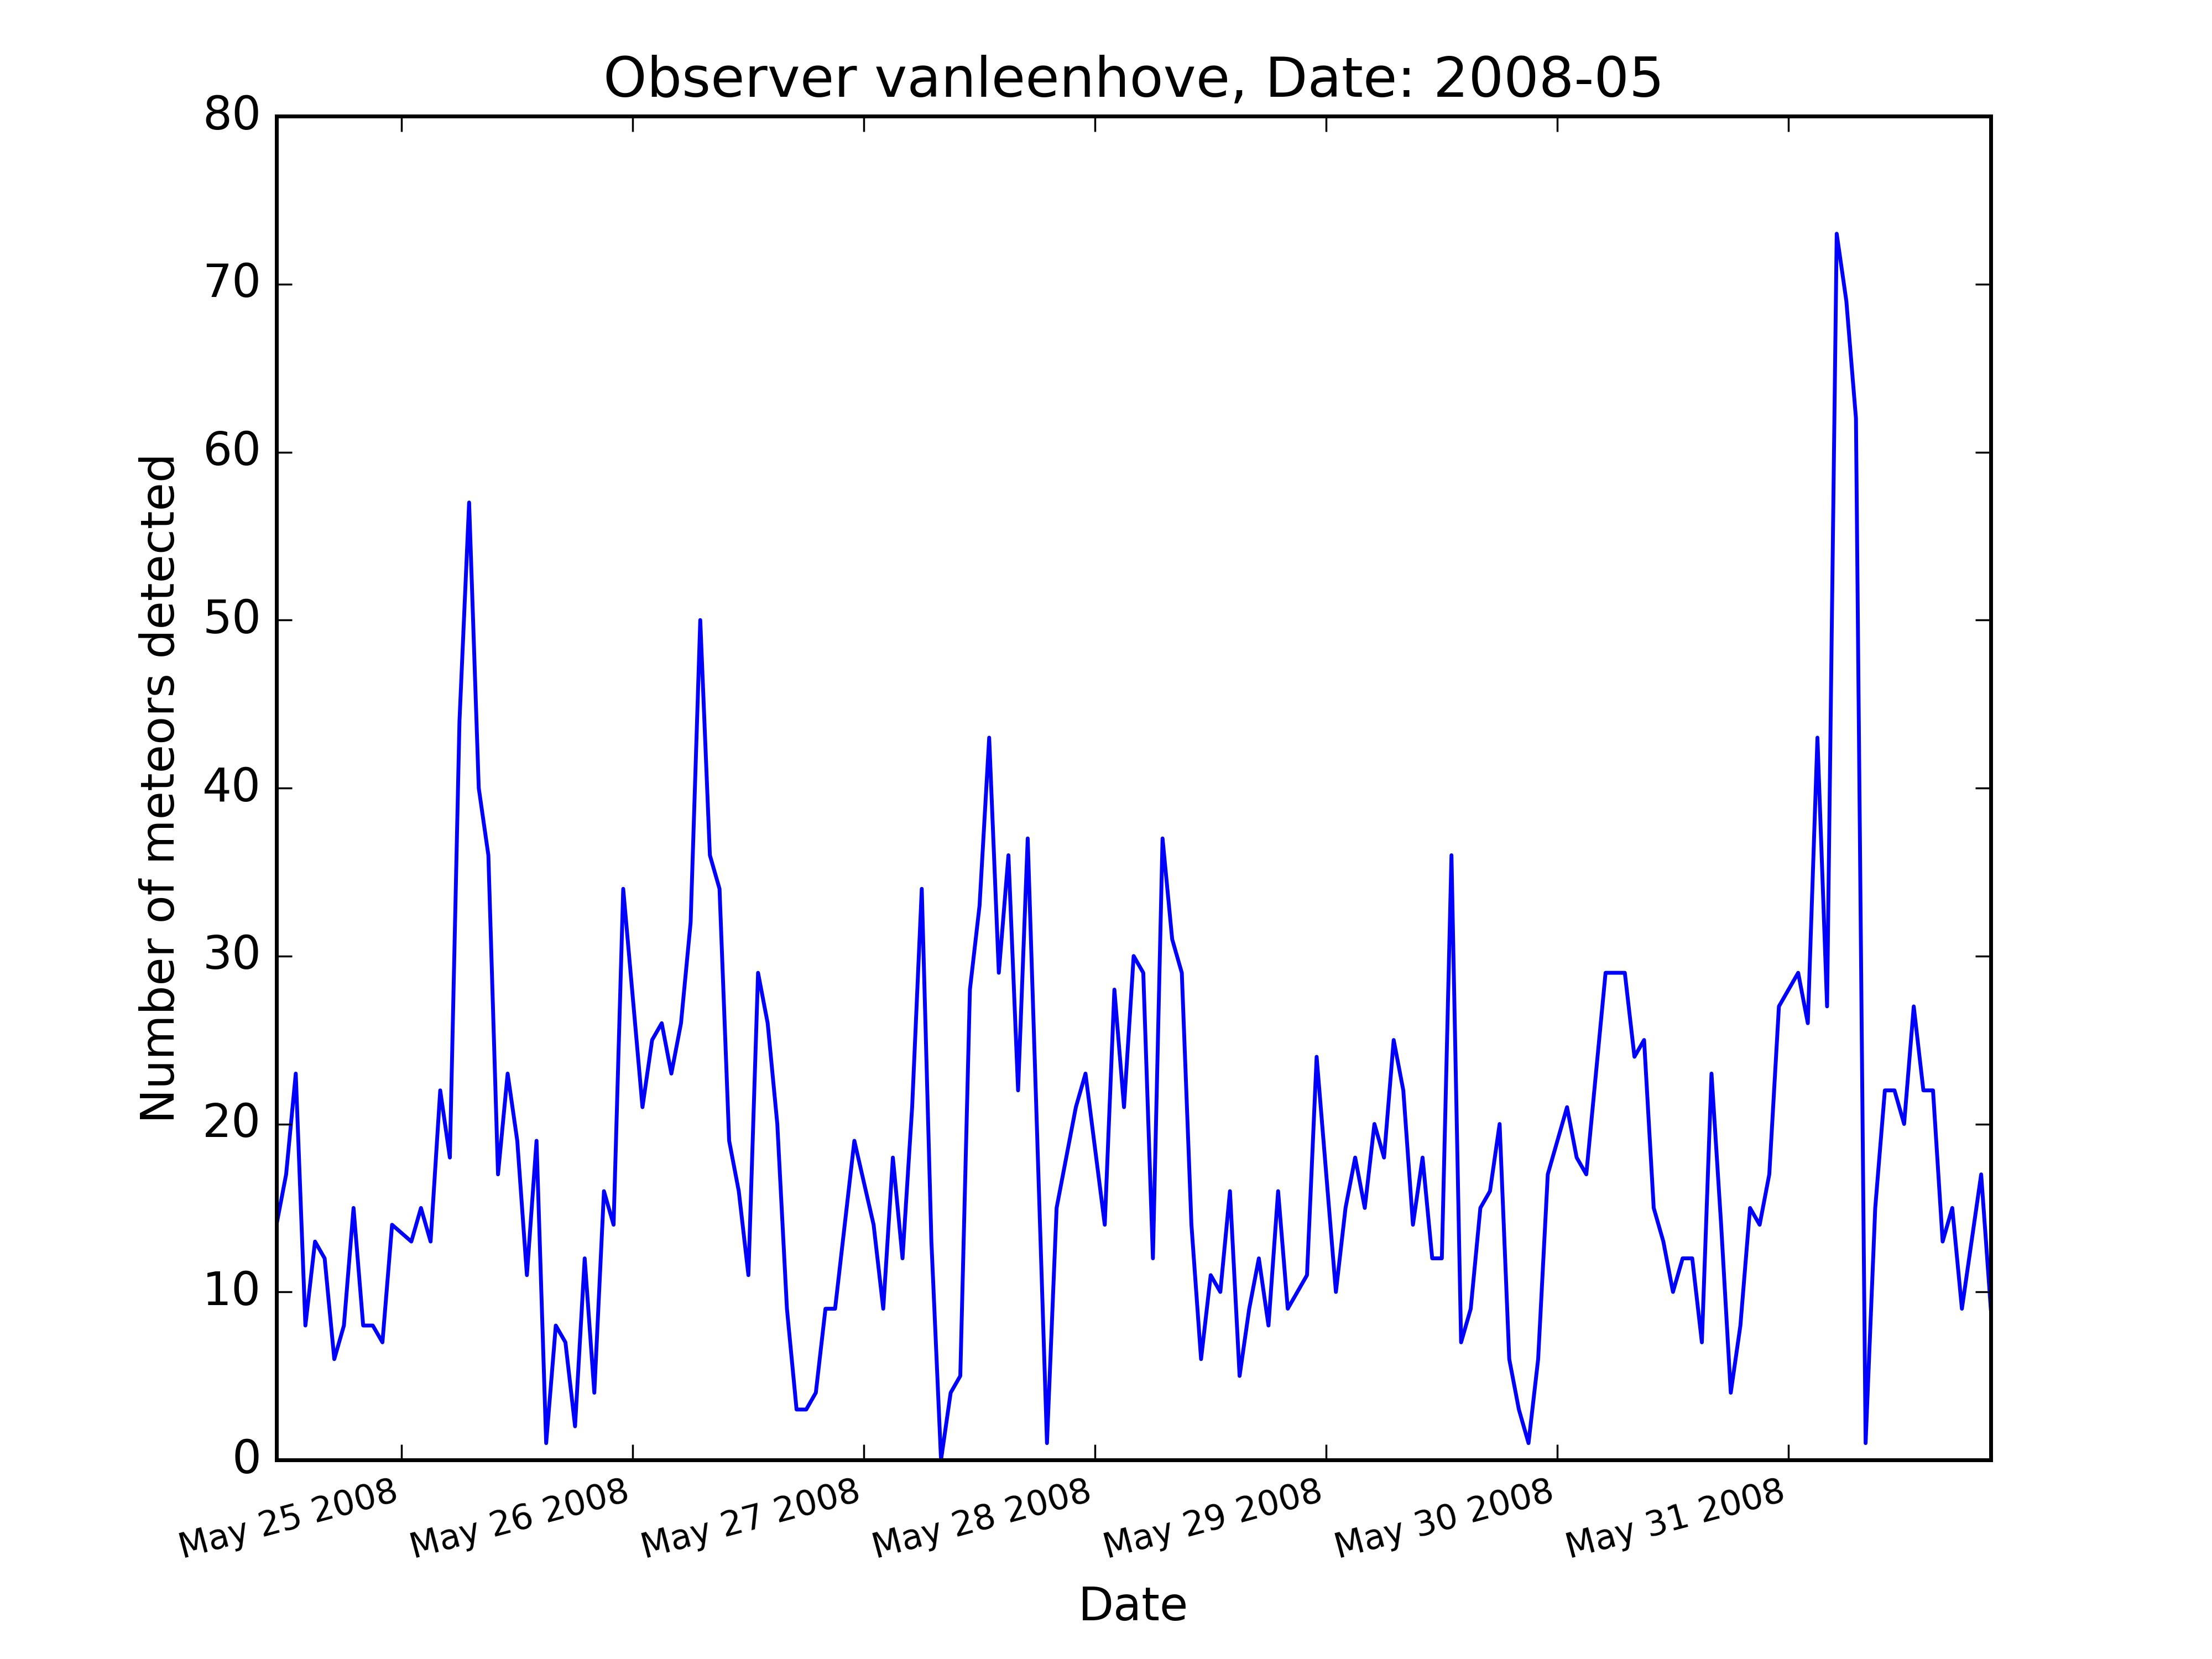 Observer vanleenhove, Date: 2008-05
80
70
60
50
40
30
20
10
0
Number of meteors detected
May 25 2008
May 26 2008
May 27 2008
May 28 2008
May 29 2008
May 30 2008
May 31 2008
Date